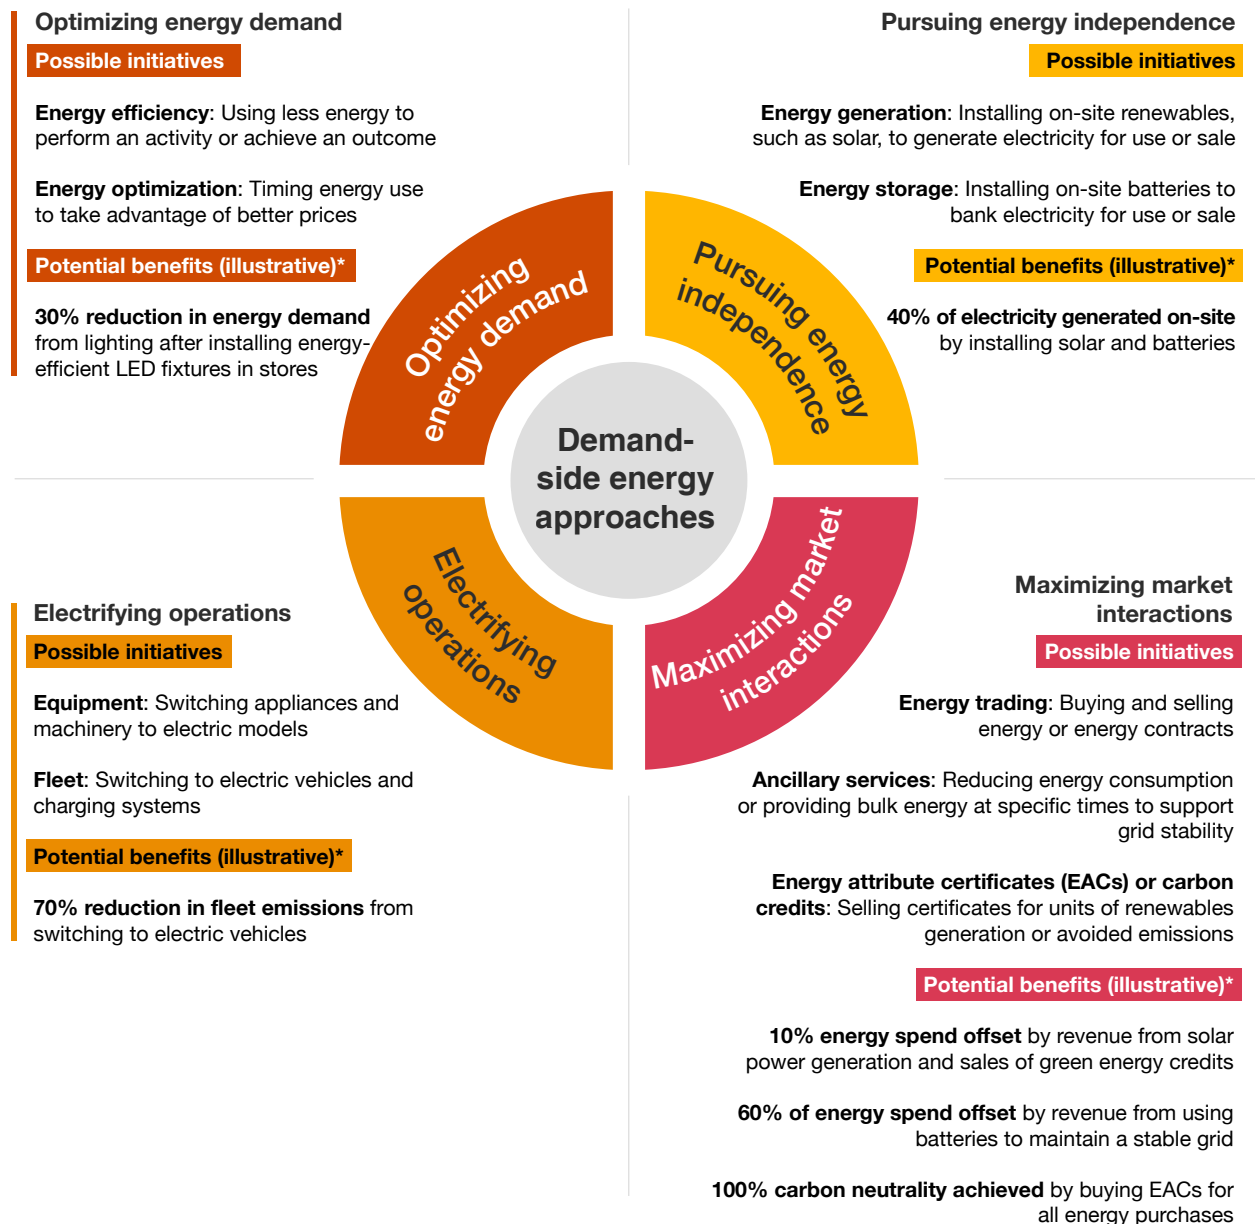 Optimizing energy demand
Possible initiatives
Energy efficiency: Using less energy to
perform an activity or achieve an outcome
Energy optimization: Timing energy use
to take advantage of better prices
Potential benefits (illustrative)*
30% reduction in energy demand
from lighting after installing energy-
efficient LED fixtures in stores
Pursuing energy independence
Possible initiatives
Energy generation: Installing on-site renewables,
such as solar, to generate electricity for use or sale
Energy storage: Installing on-site batteries to
bank electricity for use or sale
Potential benefits (illustrative)*
40% of electricity generated on-site
by installing solar and batteries
Optimizing
energy demand
Pursuing energy
independence
Demand-
side energy
approaches
Electrifying
operations
Maximizing market
interactions
Electrifying operations
Possible initiatives
Equipment: Switching appliances and
machinery to electric models
Fleet: Switching to electric vehicles and
charging systems
Potential benefits (illustrative)*
70% reduction in fleet emissions from
switching to electric vehicles
Maximizing market
interactions
Possible initiatives
Energy trading: Buying and selling
energy or energy contracts
Ancillary services: Reducing energy consumption
or providing bulk energy at specific times to support
grid stability
Energy attribute certificates (EACs) or carbon
credits: Selling certificates for units of renewables
generation or avoided emissions
Potential benefits (illustrative)*
10% energy spend offset by revenue from solar
power generation and sales of green energy credits
60% of energy spend offset by revenue from using
batteries to maintain a stable grid
100% carbon neutrality achieved by buying EACs for
all energy purchases